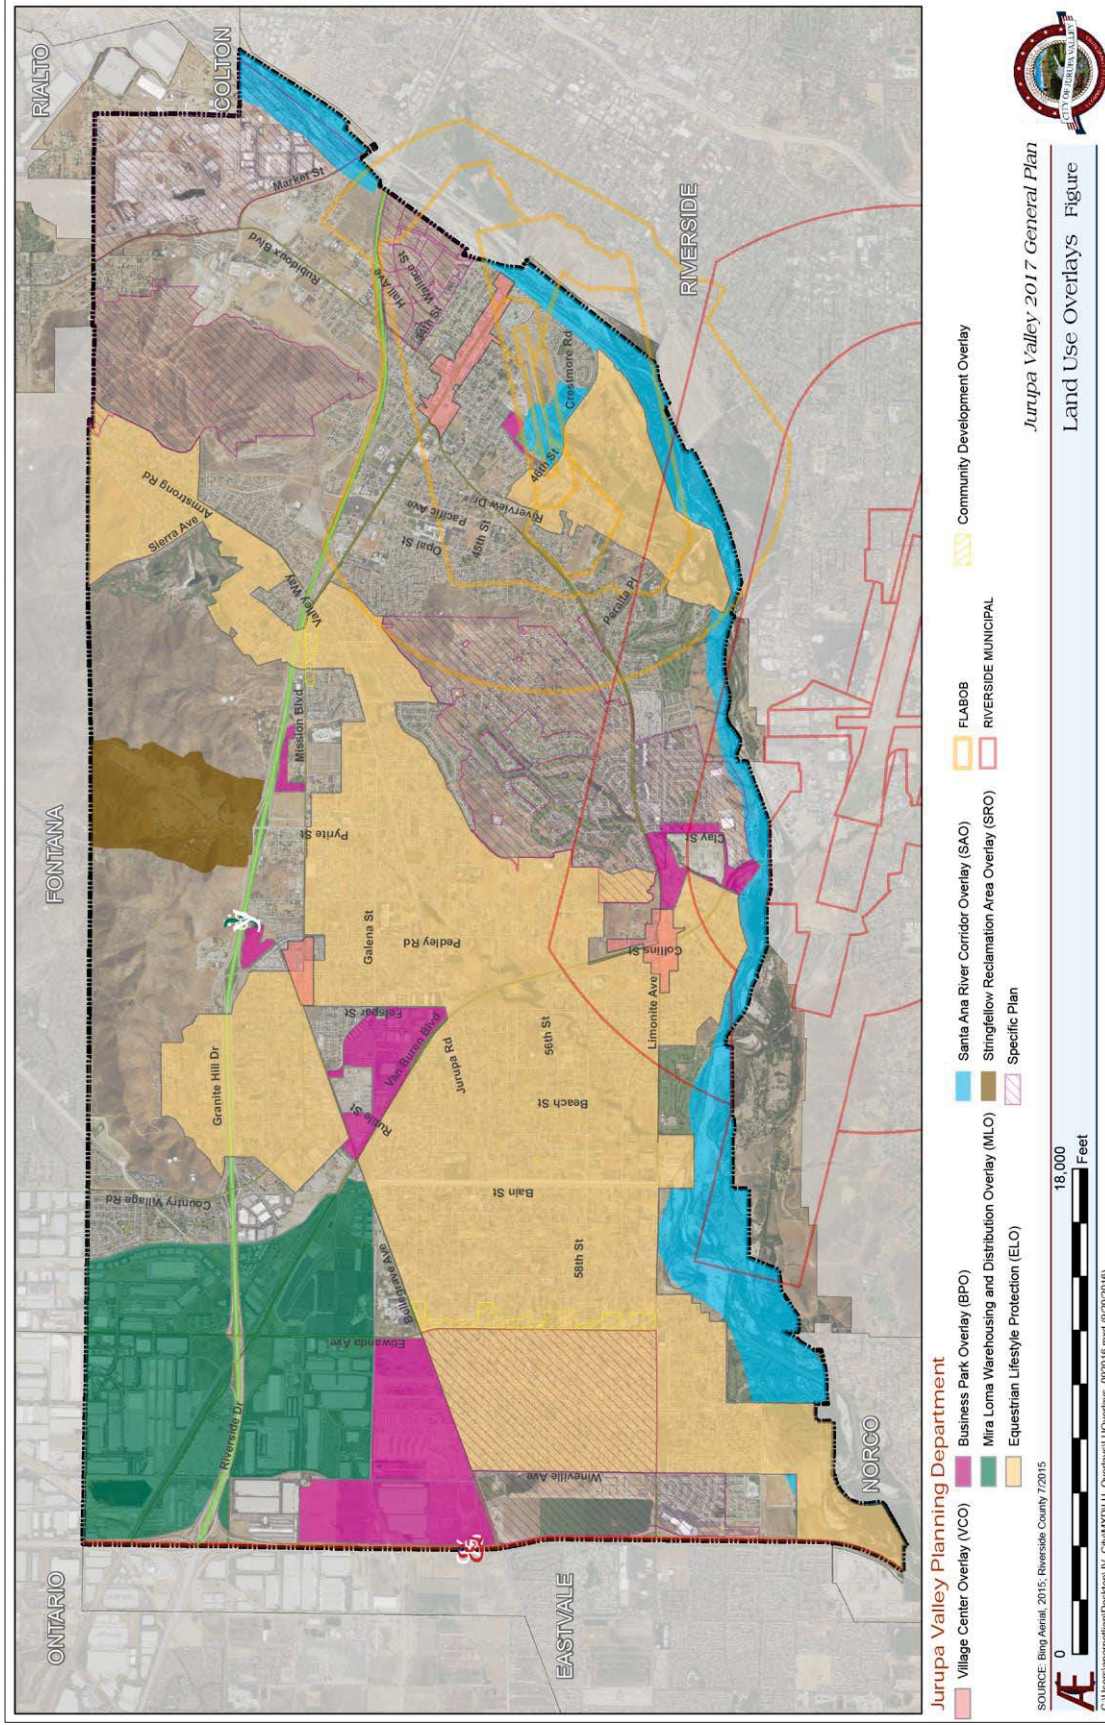 RIALTO
COLTON
FONTANA
ONTARIO
EASTVALE
NORCO
RIVERSIDE
Market St
Rubidoux Blvd
Hall Ave
Wallace St
34th St
Crestmore Rd
46th St
Riverview Dr
Pacific Ave
45th St
Opal St
Peralta Pl
Armstrong Rd
Sierra Ave
Valley Way
Mission Blvd
Pyrite St
Galena St
Pedley Rd
Clay St
Collins St
Limonite Ave
Felspar St
Van Buren Blvd
Jurupa Rd
56th St
Beach St
Rutile St
Granite Hill Dr
Country Village Rd
Bain St
58th St
Bellegrave Ave
Etiwanda Ave
Riverside Dr
Wineville Ave
Jurupa Valley Planning Department
Village Center Overlay (VCO)
Business Park Overlay (BPO)
Mira Loma Warehousing and Distribution Overlay (MLO)
Equestrian Lifestyle Protection (ELO)
Santa Ana River Corridor Overlay (SAO)
Stringfellow Reclamation Area Overlay (SRO)
Specific Plan
FLABOB
RIVERSIDE MUNICIPAL
Community Development Overlay
SOURCE: Bing Aerial, 2015; Riverside County 7/2015
Æ
0
18,000
Feet
Jurupa Valley 2017 General Plan
Land Use Overlays Figure
CITY OF JURUPA VALLEY